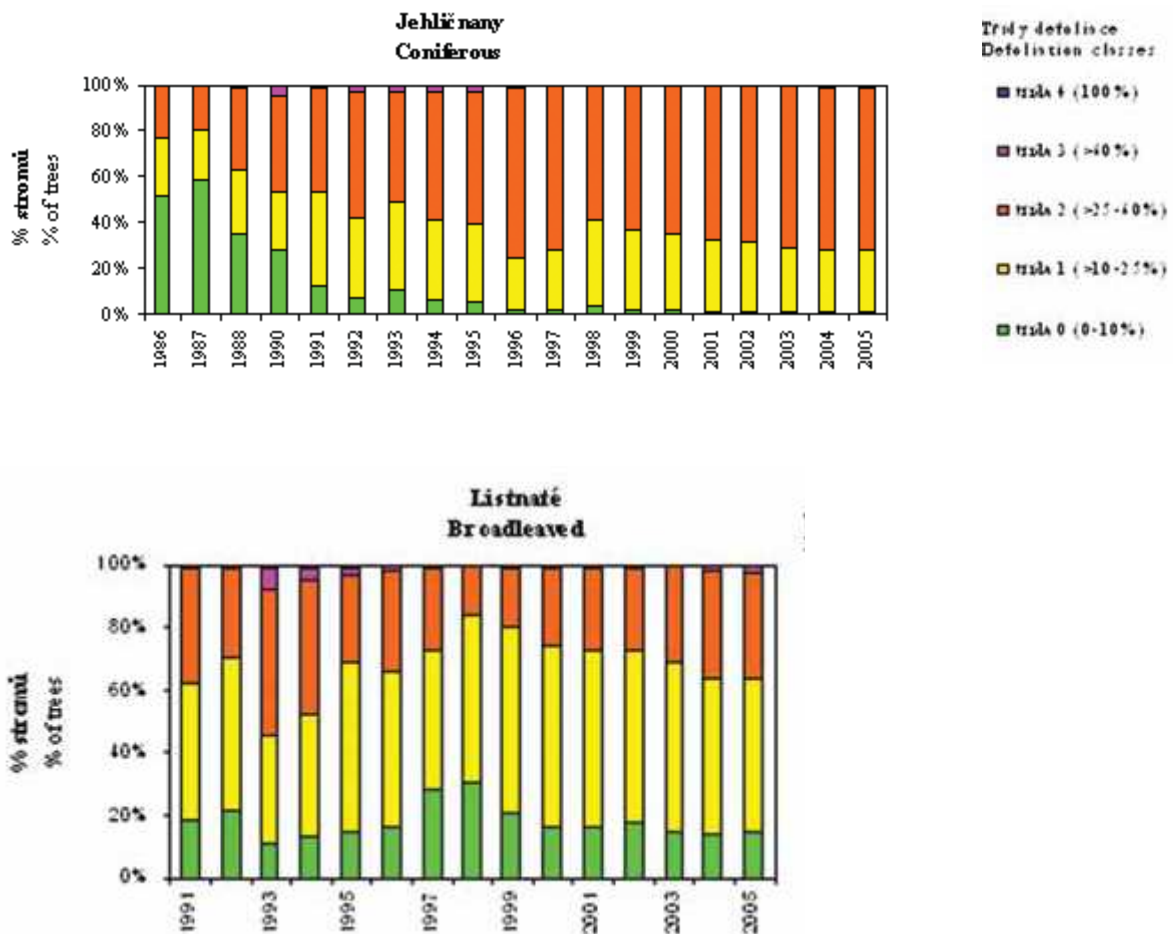 Jehličnany
Coniferous
% stromů
% of trees
100%
80%
60%
40%
20%
0%
1986
1987
1988
1990
1991
1992
1993
1994
1995
1996
1997
1998
1999
2000
2001
2002
2003
2004
2005
Třídy defoliace
Defoliation classes
třída 4 (100%)
třída 3 (>60%)
třída 2 (>25-60%)
třída 1 (>10-25%)
třída 0 (0-10%)
Listnaté
Broadleaved
% stromů
% of trees
100%
80%
60%
40%
20%
0%
1991
1993
1995
1997
1999
2001
2003
2005